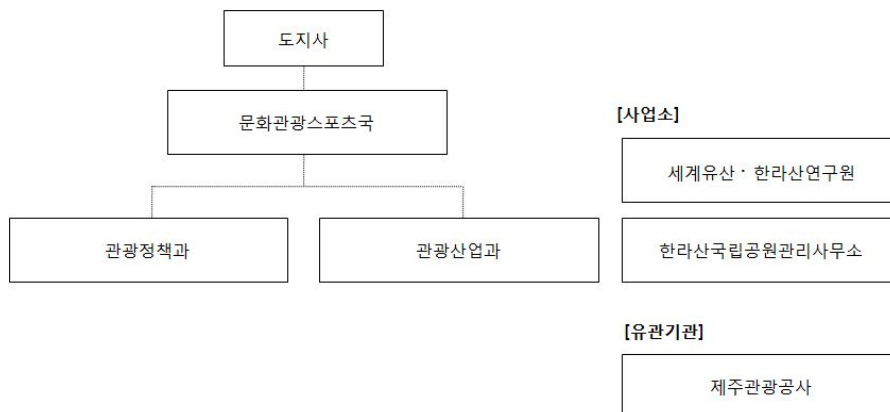 도지사
문화관광스포츠국
관광정책과
관광산업과
[사업소]
세계유산 · 한라산연구원
한라산국립공원관리사무소
[유관기관]
제주관광공사